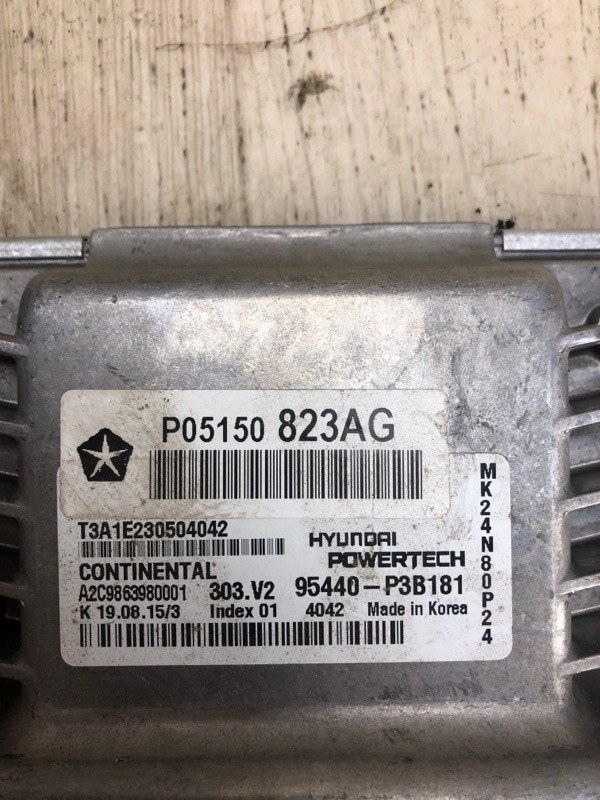 P05150 823AG
T3A1E230504042
HYUNDAI
POWERTECH
CONTINENTAL
A2C9863980001 303.V2 95440-P3B181
K 19.08.15/3 Index 01 4042 Made in Korea
MK24N80P24